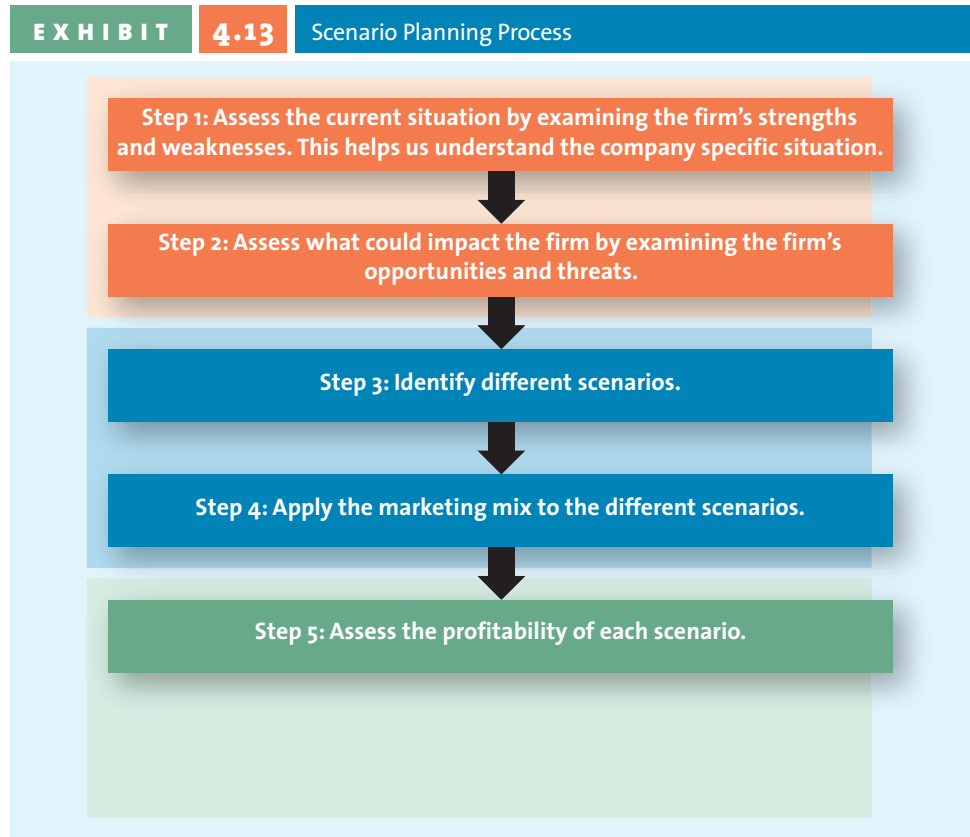 EXHIBIT 4.13 Scenario Planning Process
Step 1: Assess the current situation by examining the firm's strengths
and weaknesses. This helps us understand the company specific situation.
Step 2: Assess what could impact the firm by examining the firm's
opportunities and threats.
Step 3: Identify different scenarios.
Step 4: Apply the marketing mix to the different scenarios.
Step 5: Assess the profitability of each scenario.